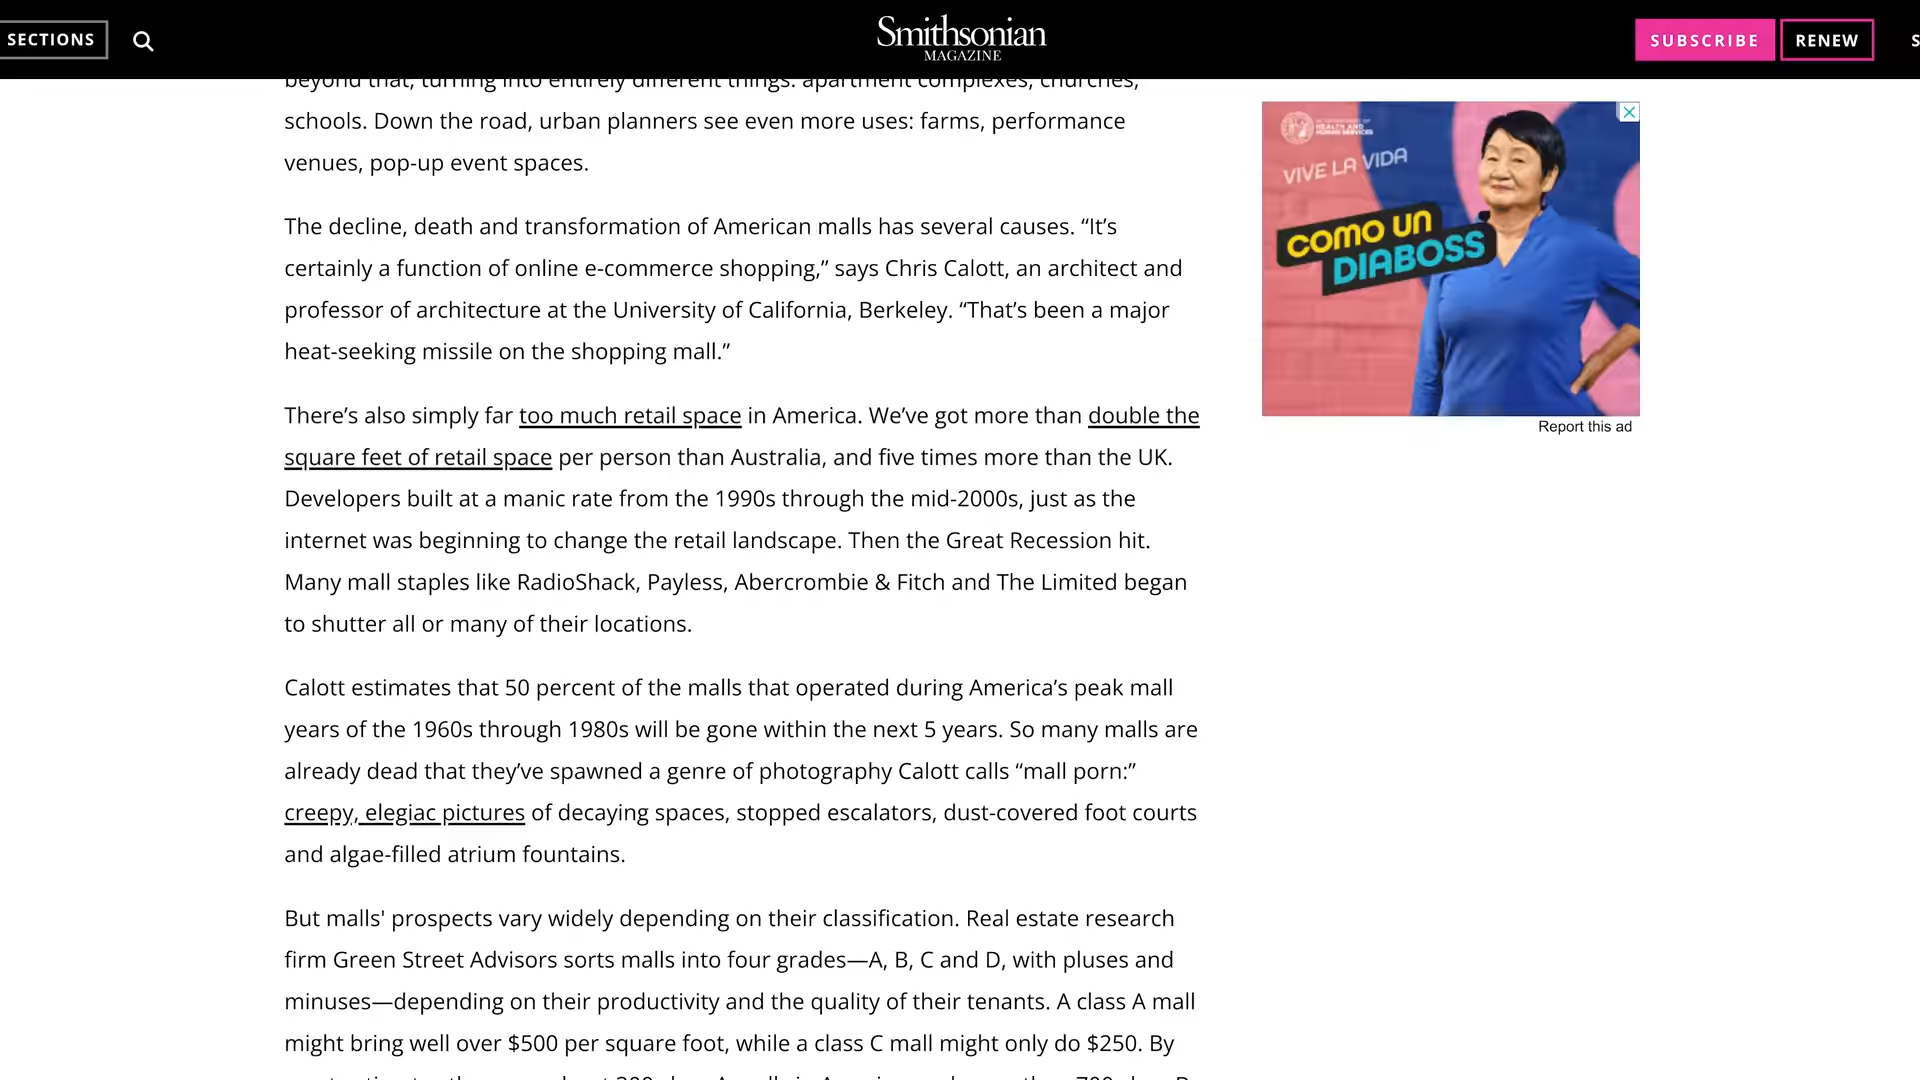 SECTIONS
Smithsonian
MAGAZINE
SUBSCRIBE
RENEW
S
beyond that, turning into entirely different things: apartment complexes, churches,
schools. Down the road, urban planners see even more uses: farms, performance
venues, pop-up event spaces.
The decline, death and transformation of American malls has several causes. “It’s
certainly a function of online e-commerce shopping,” says Chris Calott, an architect and
professor of architecture at the University of California, Berkeley. “That’s been a major
heat-seeking missile on the shopping mall.”
There’s also simply far too much retail space in America. We’ve got more than double the
square feet of retail space per person than Australia, and five times more than the UK.
Developers built at a manic rate from the 1990s through the mid-2000s, just as the
internet was beginning to change the retail landscape. Then the Great Recession hit.
Many mall staples like RadioShack, Payless, Abercrombie & Fitch and The Limited began
to shutter all or many of their locations.
Calott estimates that 50 percent of the malls that operated during America’s peak mall
years of the 1960s through 1980s will be gone within the next 5 years. So many malls are
already dead that they’ve spawned a genre of photography Calott calls “mall porn:”
creepy, elegiac pictures of decaying spaces, stopped escalators, dust-covered foot courts
and algae-filled atrium fountains.
But malls' prospects vary widely depending on their classification. Real estate research
firm Green Street Advisors sorts malls into four grades—A, B, C and D, with pluses and
minuses—depending on their productivity and the quality of their tenants. A class A mall
might bring well over $500 per square foot, while a class C mall might only do $250. By
HEALTH AND
HUMAN SERVICES
VIVE LA VIDA
COMO UN
DIABOSS
Report this ad